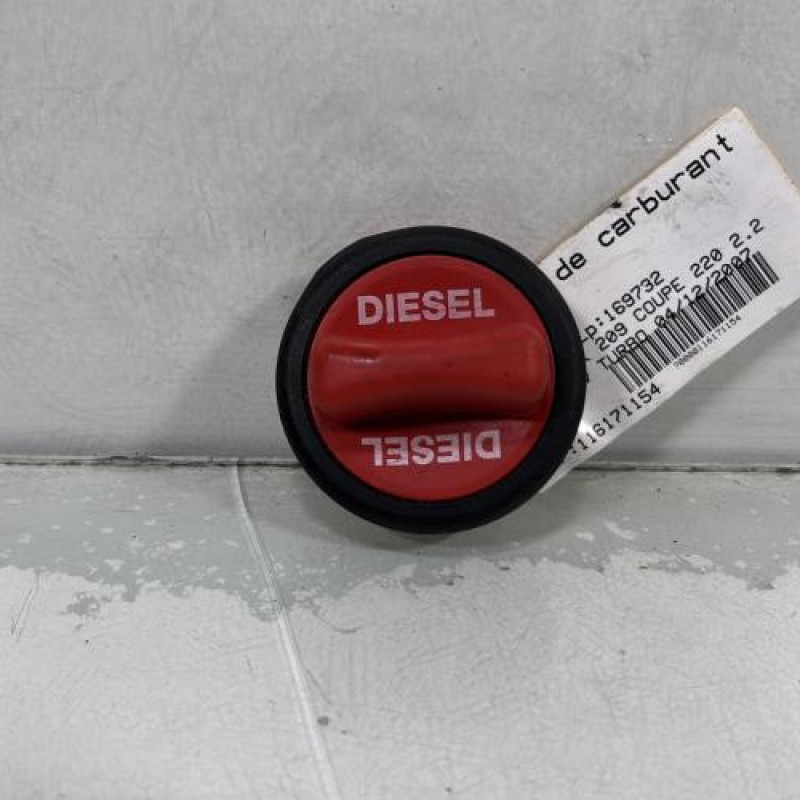 DIESEL
DIESEL
de carburant
-P:169732
209 COUPE 220 2.2
TURBO 04/12/2007
:116171154